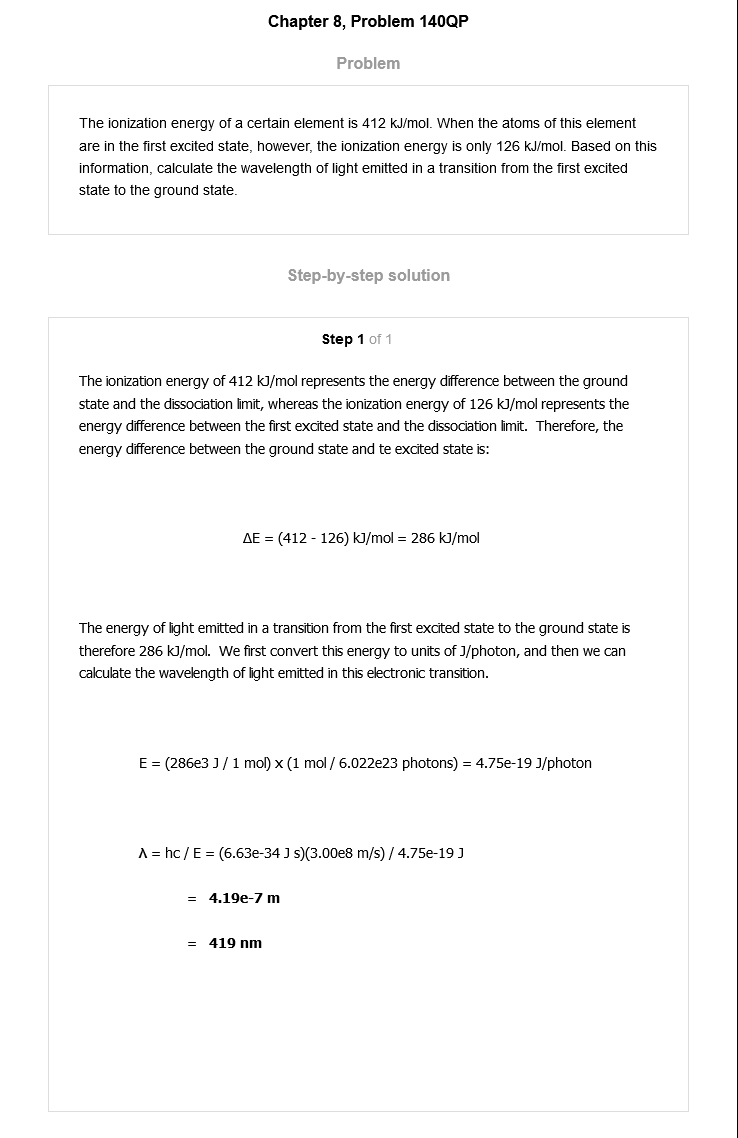 Chapter 8, Problem 140QP
Problem
The ionization energy of a certain element is 412 kJ/mol. When the atoms of this element
are in the first excited state, however, the ionization energy is only 126 kJ/mol. Based on this
information, calculate the wavelength of light emitted in a transition from the first excited
state to the ground state.
Step-by-step solution
Step 1 of 1
The ionization energy of 412 kJ/mol represents the energy difference between the ground
state and the dissociation limit, whereas the ionization energy of 126 kJ/mol represents the
energy difference between the first excited state and the dissociation limit.  Therefore, the
energy difference between the ground state and te excited state is:
ΔE = (412 - 126) kJ/mol = 286 kJ/mol
The energy of light emitted in a transition from the first excited state to the ground state is
therefore 286 kJ/mol.  We first convert this energy to units of J/photon, and then we can
calculate the wavelength of light emitted in this electronic transition.
E = (286e3 J / 1 mol) x (1 mol / 6.022e23 photons) = 4.75e-19 J/photon
λ = hc / E = (6.63e-34 J s)(3.00e8 m/s) / 4.75e-19 J
= 4.19e-7 m
= 419 nm